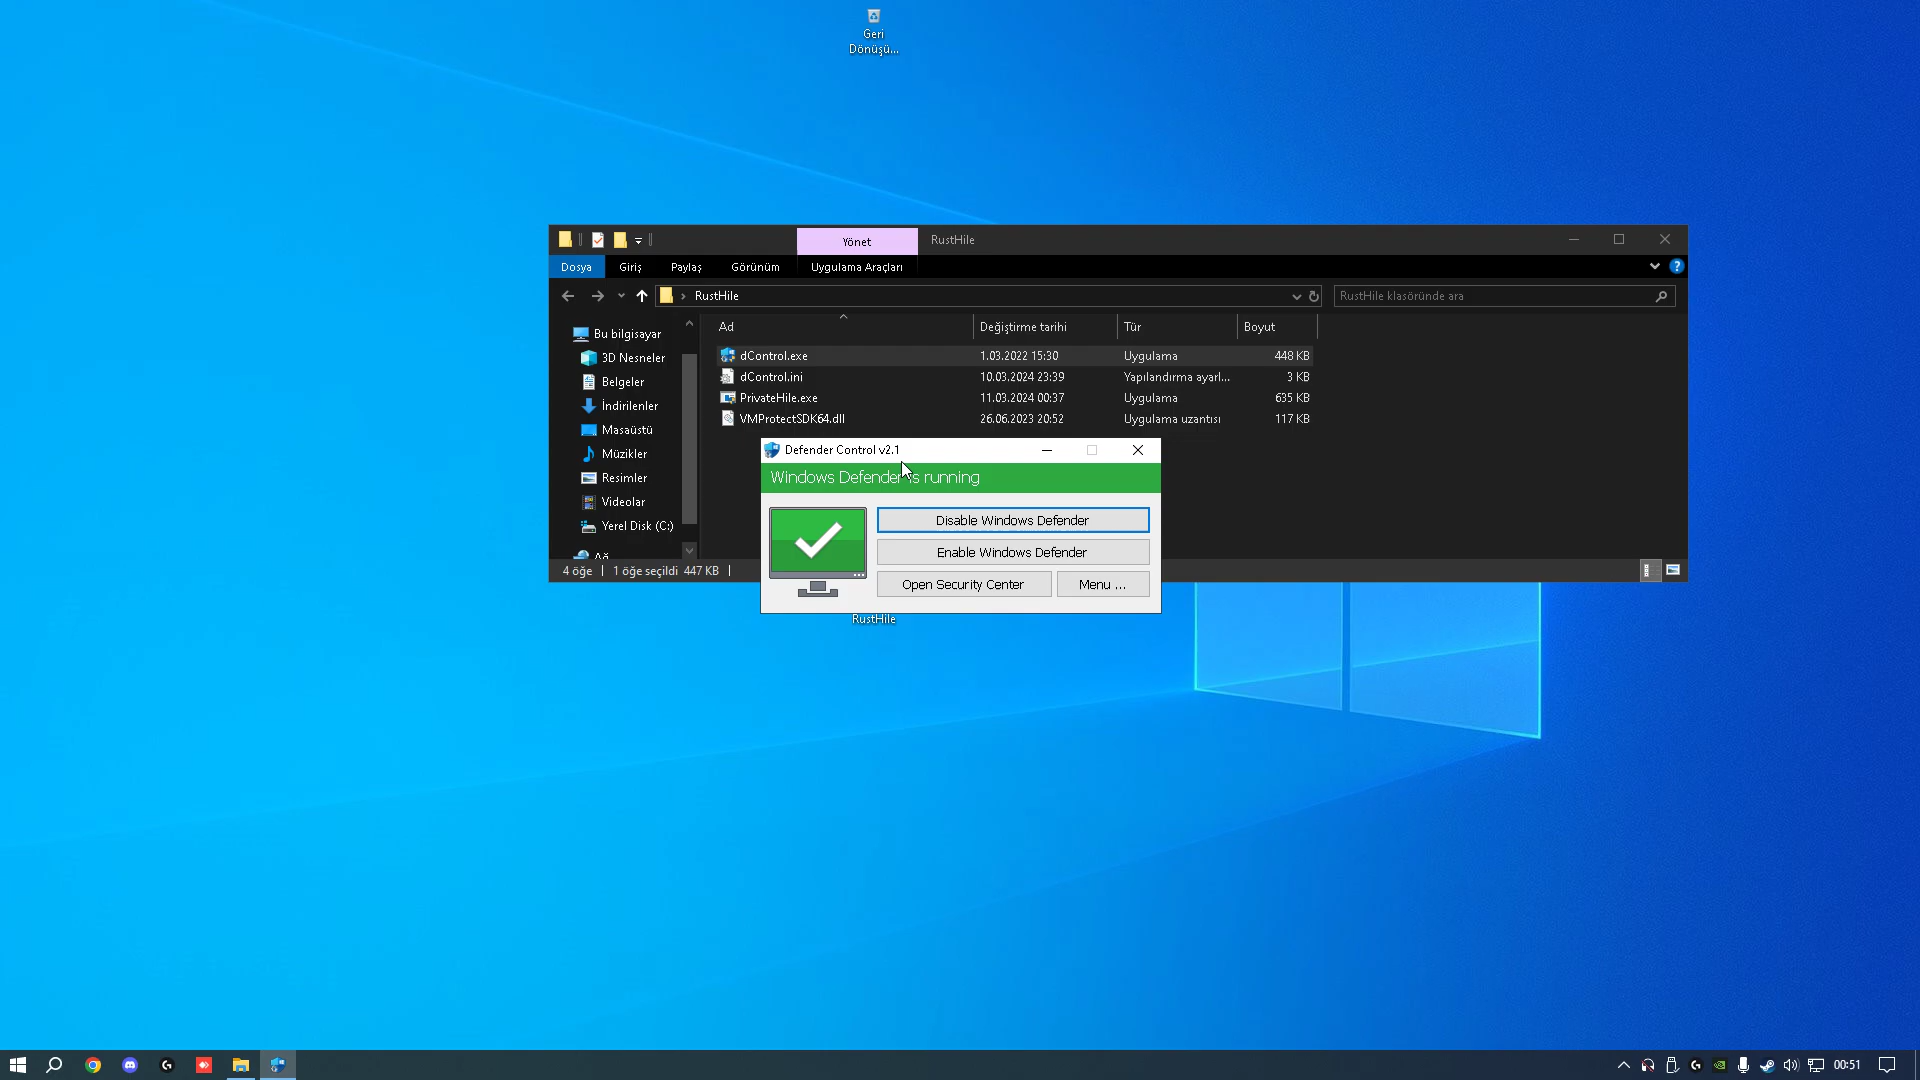 Geri
Dönüşü...
Yönet
RustHile
Dosya
Giriş
Paylaş
Görünüm
Uygulama Araçları
RustHile
RustHile klasöründe ara
Ad
Değiştirme tarihi
Tür
Boyut
Bu bilgisayar
3D Nesneler
Belgeler
İndirilenler
Masaüstü
Müzikler
Resimler
Videolar
Yerel Disk (C:)
Ağ
dControl.exe 1.03.2022 15:30 Uygulama 448 KB
dControl.ini 10.03.2024 23:39 Yapılandırma ayarl... 3 KB
PrivateHile.exe 11.03.2024 00:37 Uygulama 635 KB
VMProtectSDK64.dll 26.06.2023 20:52 Uygulama uzantısı 117 KB
4 öğe
1 öğe seçildi 447 KB
Defender Control v2.1
Windows Defender is running
Disable Windows Defender
Enable Windows Defender
Open Security Center
Menu ...
RustHile
00:51